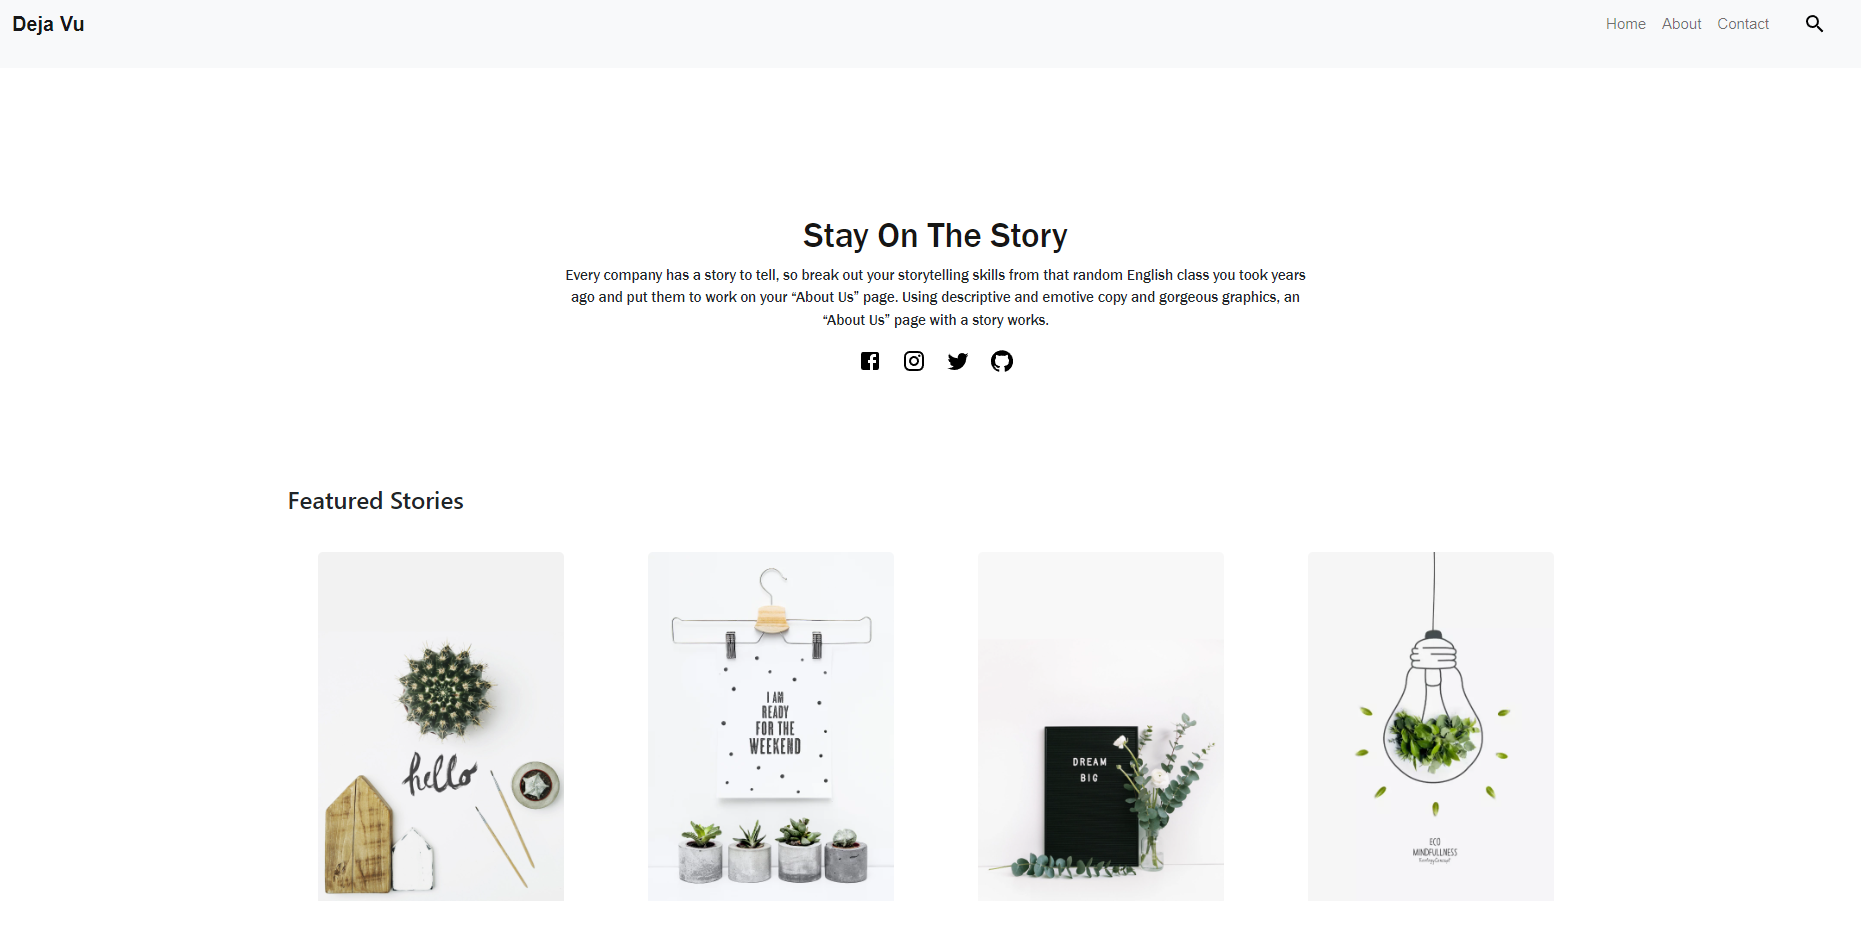 Deja Vu
Home About Contact
Stay On The Story
Every company has a story to tell, so break out your storytelling skills from that random English class you took years
ago and put them to work on your “About Us” page. Using descriptive and emotive copy and gorgeous graphics, an
“About Us” page with a story works.
Featured Stories
hello
I AM
READY
FOR THE
WEEKEND
DREAM
BIG
ECO
MINDFULLNESS
Ecology Concept